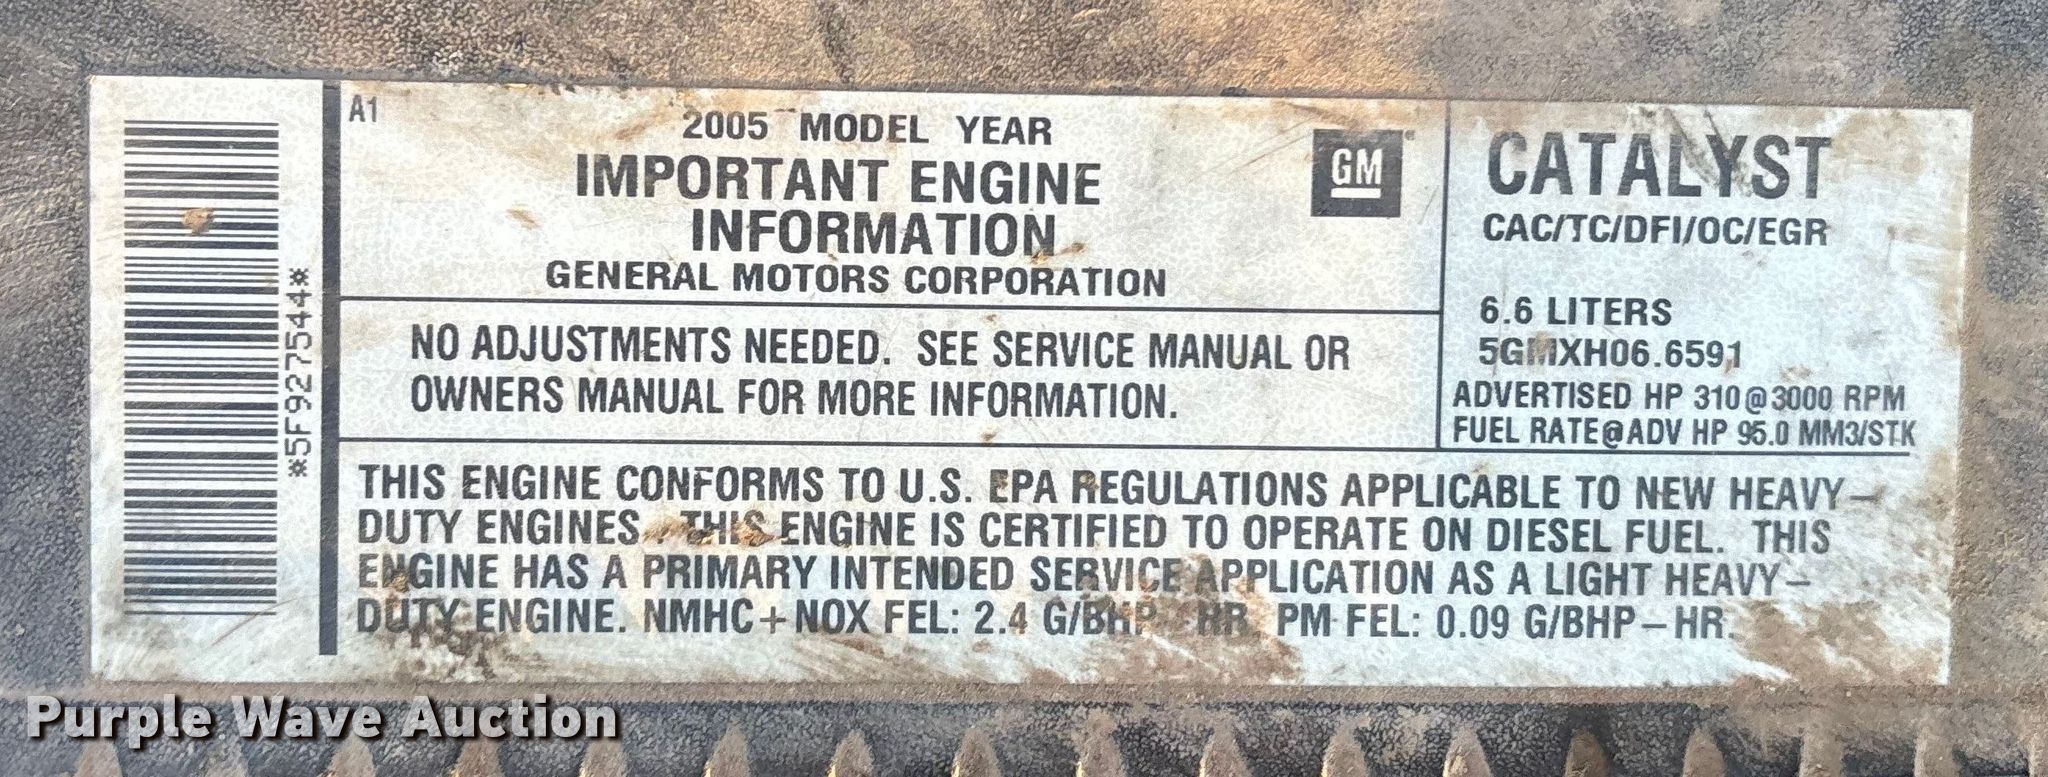 *5F927544*
A1
2005 MODEL YEAR
IMPORTANT ENGINE
INFORMATION
GENERAL MOTORS CORPORATION
GM
NO ADJUSTMENTS NEEDED. SEE SERVICE MANUAL OR
OWNERS MANUAL FOR MORE INFORMATION.
CATALYST
CAC/TC/DFI/OC/EGR
6.6 LITERS
5GMXH06.6591
ADVERTISED HP 310@3000 RPM
FUEL RATE@ADV HP 95.0 MM3/STK
THIS ENGINE CONFORMS TO U.S. EPA REGULATIONS APPLICABLE TO NEW HEAVY-
DUTY ENGINES. THIS ENGINE IS CERTIFIED TO OPERATE ON DIESEL FUEL. THIS
ENGINE HAS A PRIMARY INTENDED SERVICE APPLICATION AS A LIGHT HEAVY-
DUTY ENGINE. NMHC+NOX FEL: 2.4 G/BHP-HR. PM FEL: 0.09 G/BHP-HR.
Purple Wave Auction